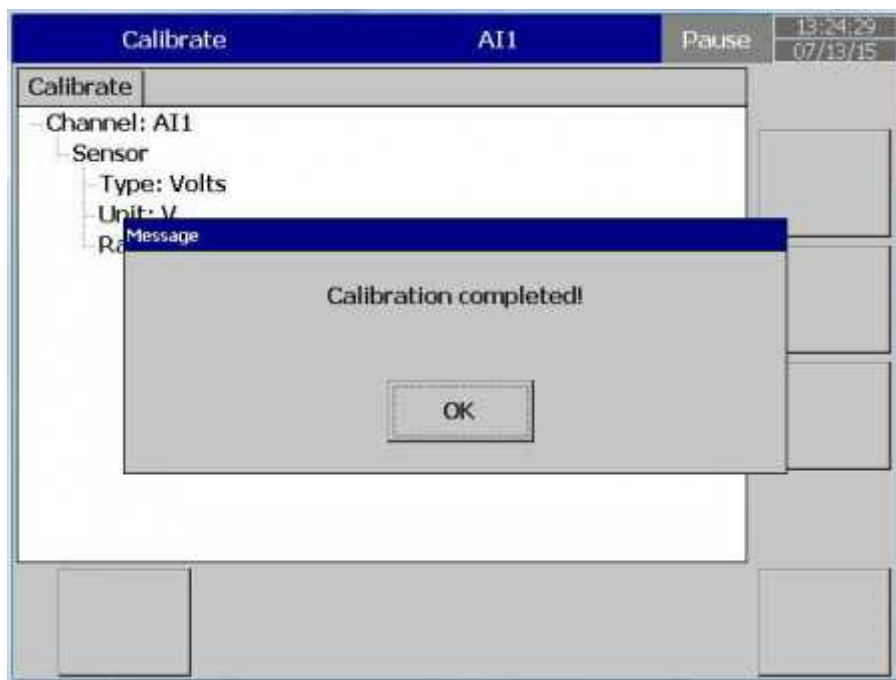 Calibrate AI1 Pause 13:24:29
07/13/15
Calibrate
Channel: AI1
Sensor
Type: Volts
Unit: V
Message
Calibration completed!
OK